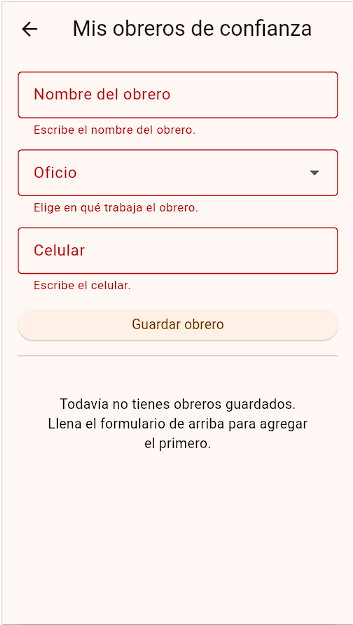 Mis obreros de confianza
Nombre del obrero
Escribe el nombre del obrero.
Oficio
Elige en qué trabaja el obrero.
Celular
Escribe el celular.
Guardar obrero
Todavía no tienes obreros guardados.
Llena el formulario de arriba para agregar
el primero.